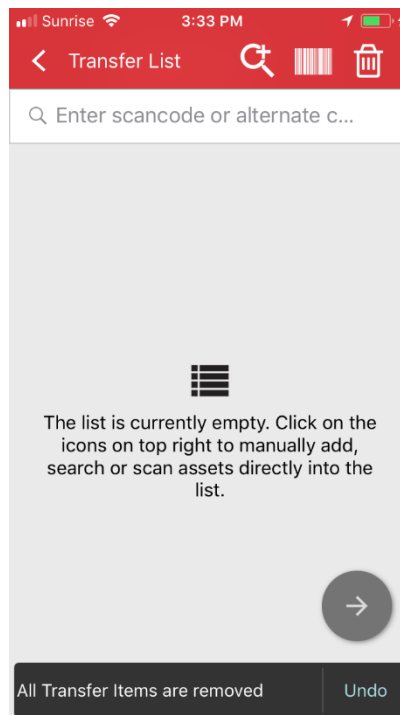 Sunrise 3:33 PM
Transfer List
Enter scancode or alternate c...
The list is currently empty. Click on the
icons on top right to manually add,
search or scan assets directly into the
list.
All Transfer Items are removed Undo